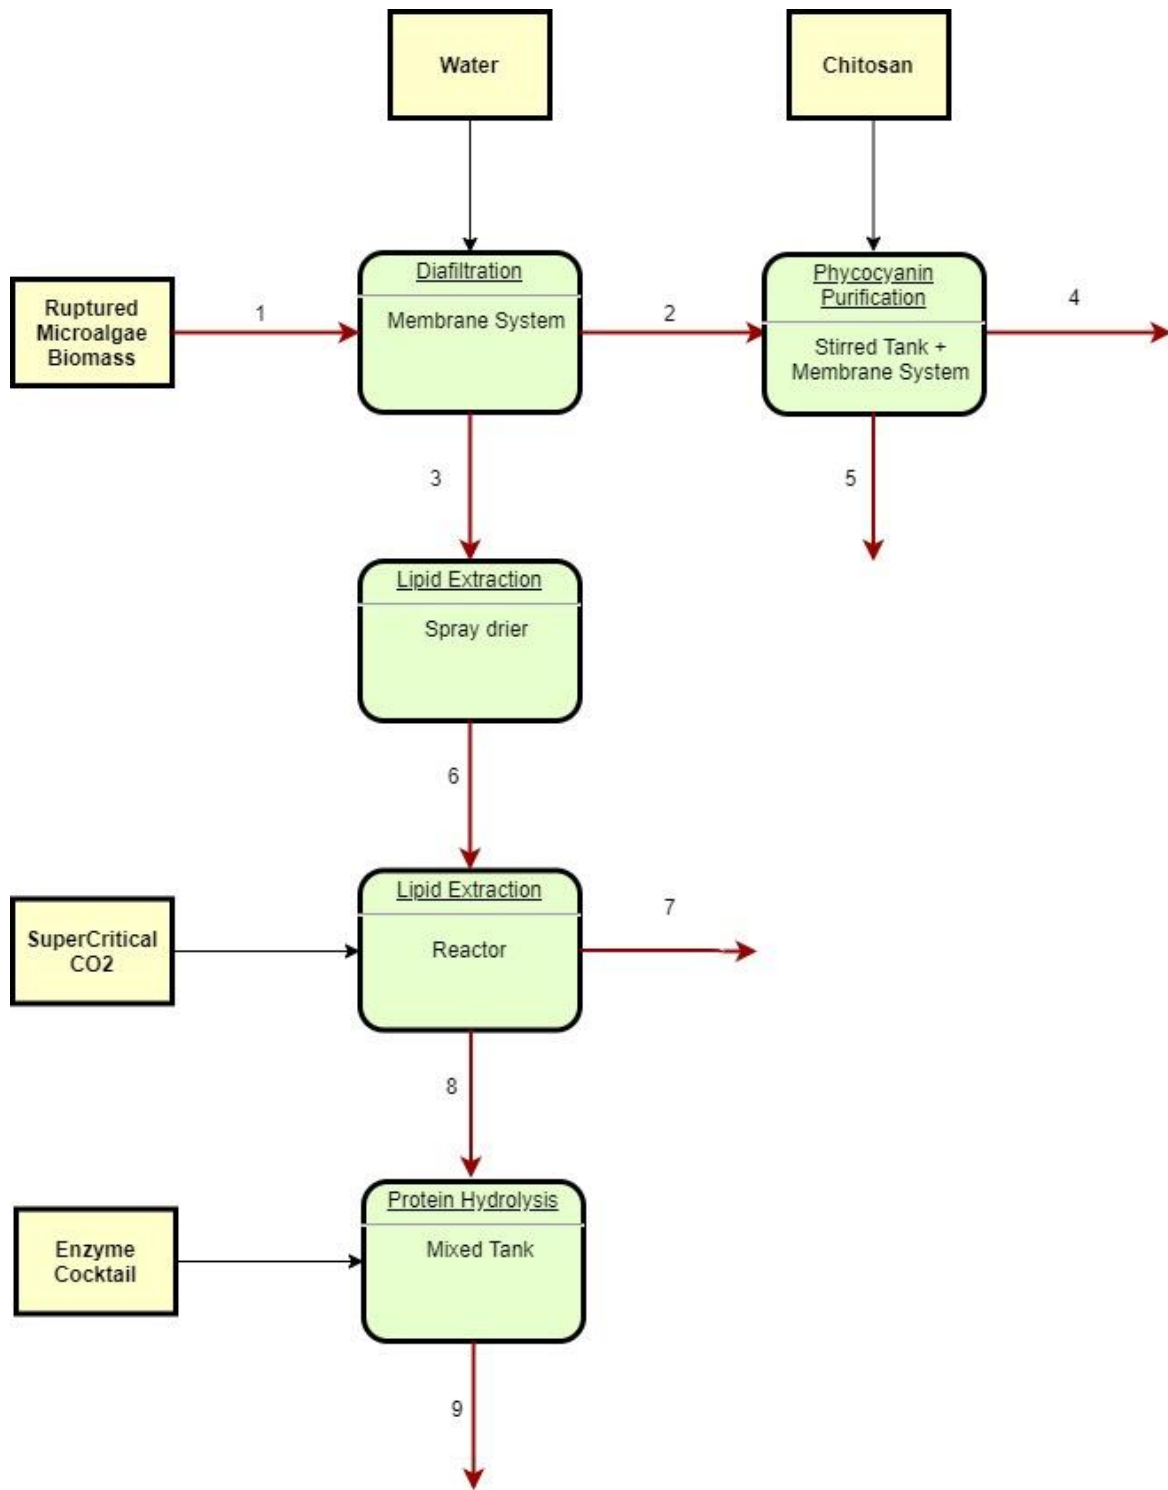 Water
Chitosan
Diafiltration
Membrane System
Phycocyanin
Purification
Stirred Tank +
Membrane System
Ruptured
Microalgae
Biomass
1
2
4
3
5
Lipid Extraction
Spray drier
6
Lipid Extraction
Reactor
SuperCritical
CO2
7
8
Protein Hydrolysis
Mixed Tank
Enzyme
Cocktail
9